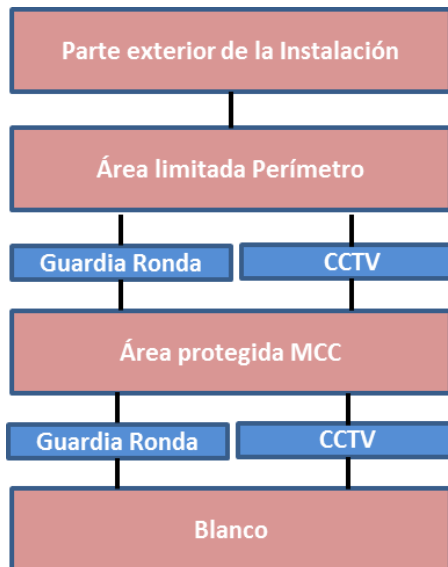 Parte exterior de la Instalación
Área limitada Perímetro
Guardia Ronda
CCTV
Área protegida MCC
Guardia Ronda
CCTV
Blanco